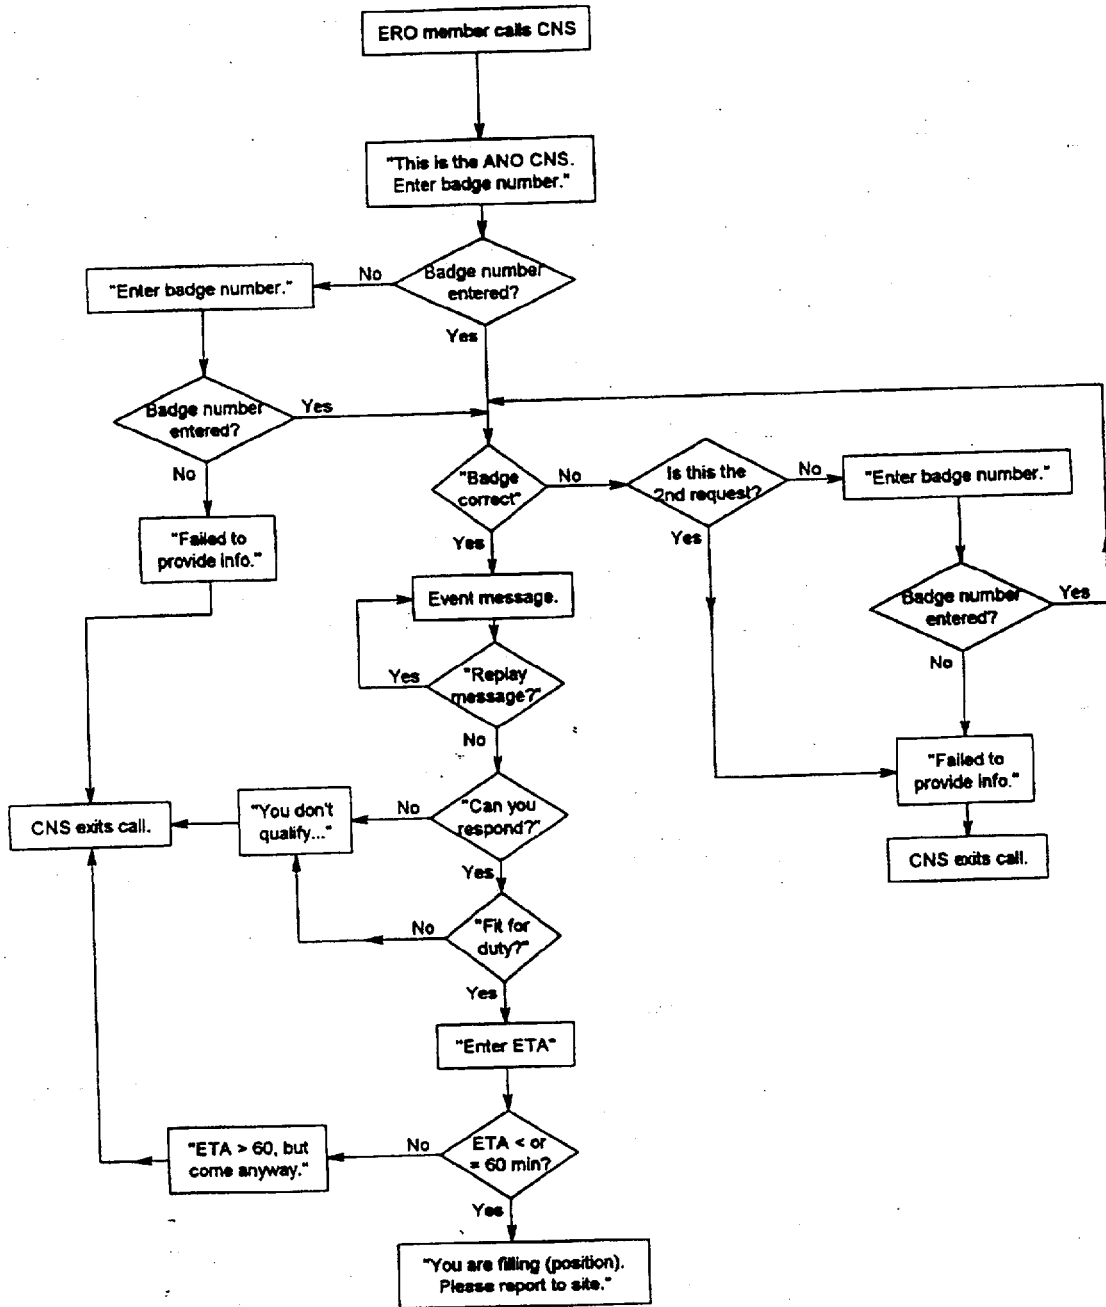 ERO member calls CNS
"This is the ANO CNS.
Enter badge number."
Badge number
entered?
No
"Enter badge number."
Yes
Badge number
entered?
Yes
No
"Failed to
provide info."
"Badge
correct"
No
Is this the
2nd request?
No
"Enter badge number."
Yes
Yes
Badge number
entered?
Yes
No
Event message.
"Replay
message?"
Yes
No
"Failed to
provide info."
CNS exits call.
"Can you
respond?"
No
"You don't
qualify..."
CNS exits call.
Yes
"Fit for
duty?"
No
Yes
"Enter ETA"
ETA < or
= 60 min?
No
"ETA > 60, but
come anyway."
Yes
"You are filling (position).
Please report to site."